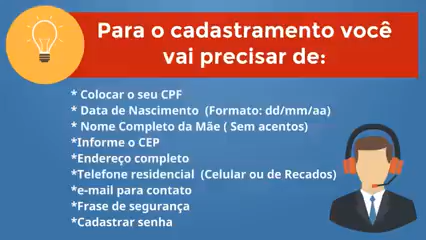 Para o cadastramento você
vai precisar de:
* Colocar o seu CPF
* Data de Nascimento (Formato: dd/mm/aa)
* Nome Completo da Mãe ( Sem acentos)
*Informe o CEP
*Endereço completo
*Telefone residencial (Celular ou de Recados)
*e-mail para contato
*Frase de segurança
*Cadastrar senha